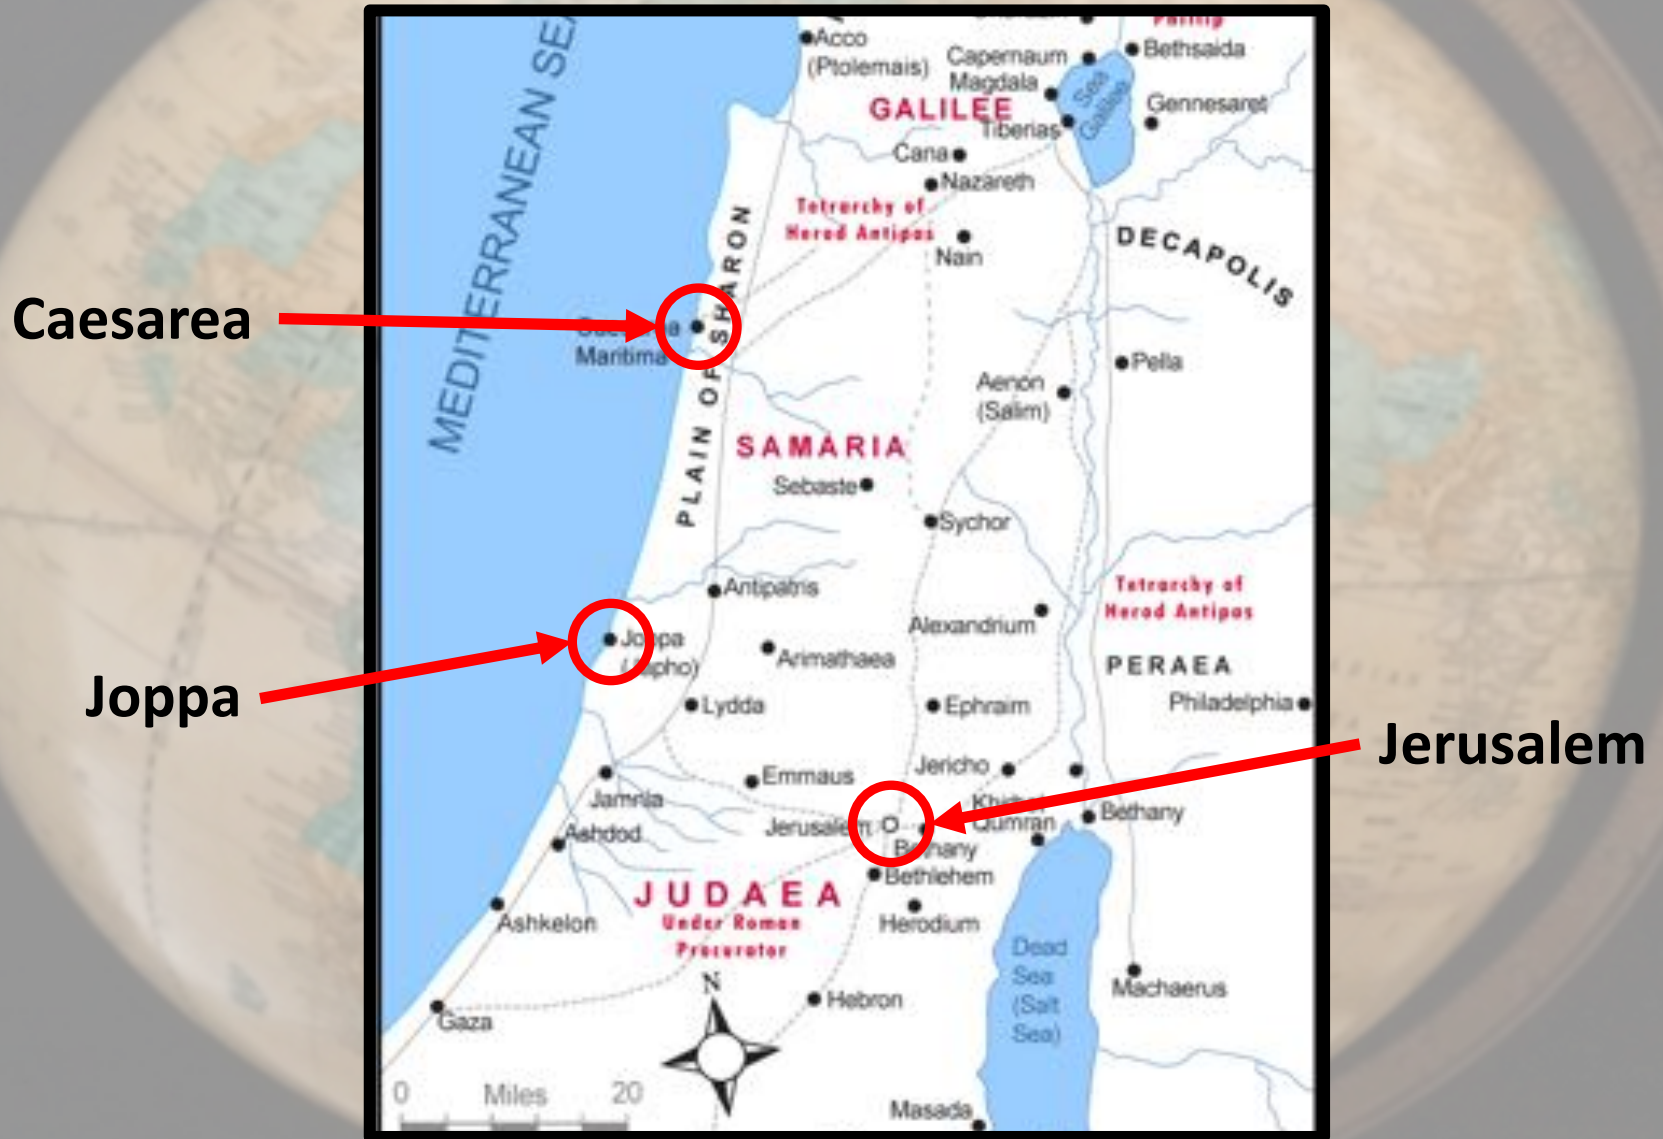 Caesarea
Joppa
Jerusalem
MEDITERRANEAN SEA
Acco
(Ptolemais)
Capernaum
Magdala
Bethsaida
Sea
Galilee
Gennesaret
GALILEE
Tiberias
Cana
Nazareth
Tetrarchy of
Herod Antipas
Nain
DECAPOLIS
PLAIN OF SHARON
Maritima
Pella
Aenon
(Salim)
SAMARIA
Sebaste
Sychor
Antipatris
Tetrarchy of
Herod Antipas
Alexandrium
Joppa
(Japho)
Arimathaea
PERAEA
Lydda
Ephraim
Philadelphia
Emmaus
Jericho
Jamnia
Qumran
Bethany
Jerusalem
Ashdod
Bethany
Bethlehem
JUDAEA
Under Roman
Procurator
Ashkelon
Herodium
Dead
Sea
(Salt
Sea)
N
Machaerus
Hebron
Gaza
0 Miles 20
Masada